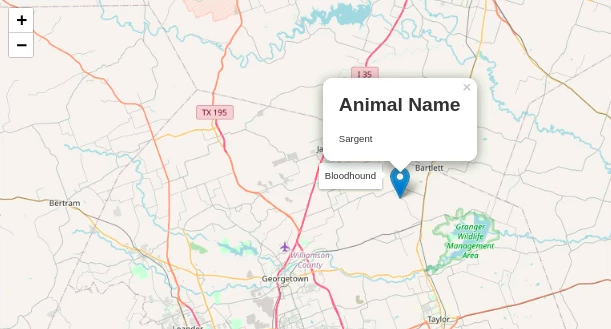 +
−
I 35
×
Animal Name
TX 195
Sargent
Bartlett
Bloodhound
Bertram
Granger
Wildlife
Management
Area
Williamson
County
Georgetown
Taylor